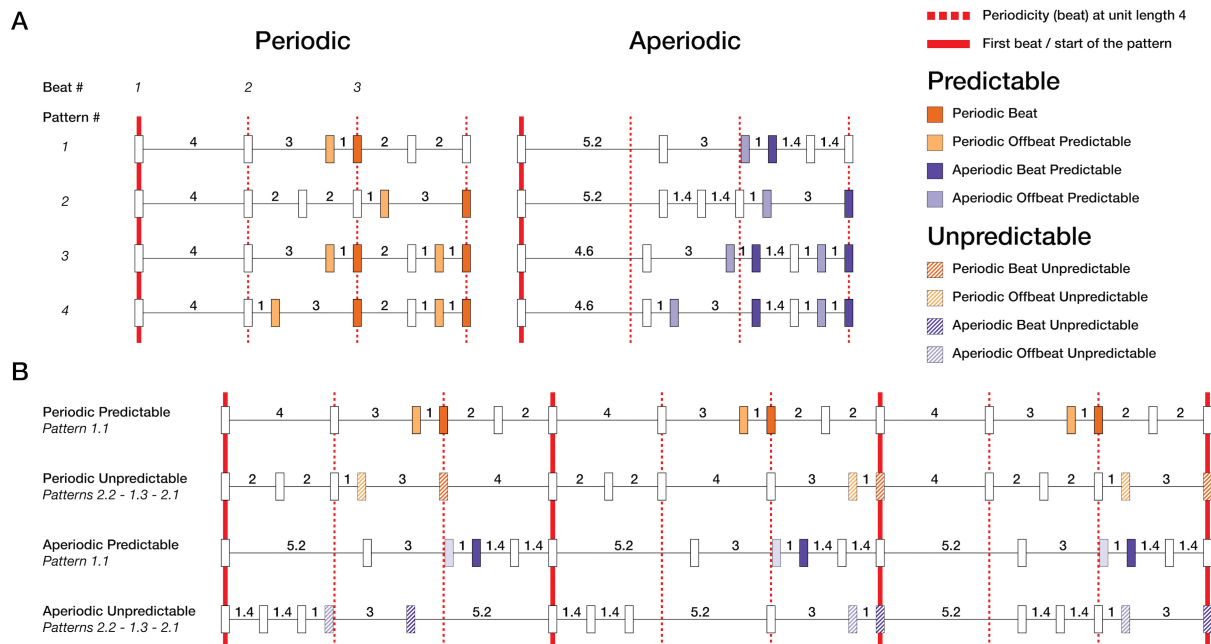 A
Periodic
Aperiodic
Periodicity (beat) at unit length 4
First beat / start of the pattern
Beat # 1 2 3
Pattern #
1 4 3 1 2 2 5.2 3 1 1.4 1.4
2 4 2 2 1 3 5.2 1.4 1.4 1 3
3 4 3 1 2 1 1 4.6 3 1 1.4 1 1
4 4 1 3 2 1 1 4.6 1 3 1.4 1 1
Predictable
Periodic Beat
Periodic Offbeat Predictable
Aperiodic Beat Predictable
Aperiodic Offbeat Predictable
Unpredictable
Periodic Beat Unpredictable
Periodic Offbeat Unpredictable
Aperiodic Beat Unpredictable
Aperiodic Offbeat Unpredictable
B
Periodic Predictable
Pattern 1.1
4 3 1 2 2 4 3 1 2 2 4 3 1 2 2
Periodic Unpredictable
Patterns 2.2 - 1.3 - 2.1
2 2 1 3 4 2 2 4 3 1 4 2 2 1 3
Aperiodic Predictable
Pattern 1.1
5.2 3 1 1.4 1.4 5.2 3 1 1.4 1.4 5.2 3 1 1.4 1.4
Aperiodic Unpredictable
Patterns 2.2 - 1.3 - 2.1
1.4 1.4 1 3 5.2 1.4 1.4 5.2 3 1 5.2 1.4 1.4 1 3